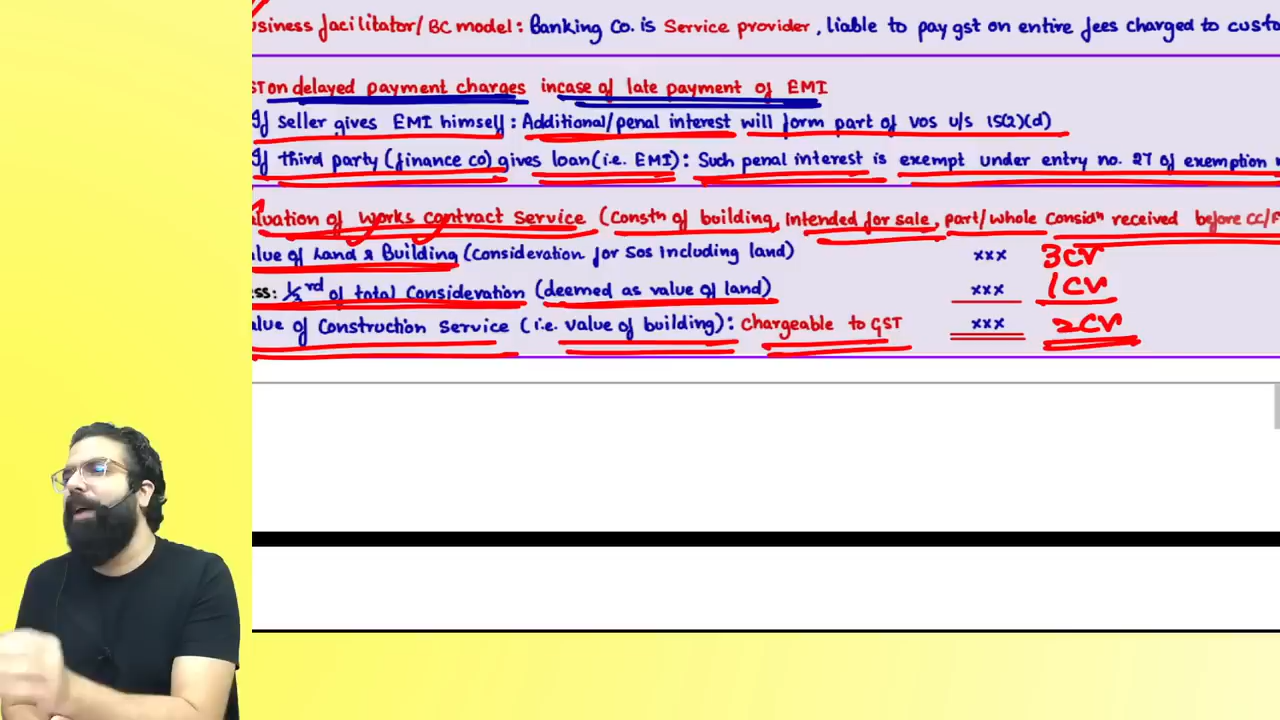 usiness facilitator/ BC model: Banking Co. is Service provider, liable to pay gst on entire fees charged to custo
ST on delayed payment charges incase of late payment of EMI
If seller gives EMI himself: Additional/penal interest will form part of VOS u/s 15(2)(d)
If third party (finance co) gives loan (i.e. EMI): Such penal interest is exempt under entry no. 27 of exemption n
aluation of works contract Service (Constn of building, Intended for sale, part/whole Considn received before CC/F
alue of Land & Building (consideration for SOS including land) xxx 3CR
ess: 1/3rd of total Consideration (deemed as value of land) xxx 1CR
alue of Construction Service (i.e. value of building): Chargeable to GST xxx 2CR